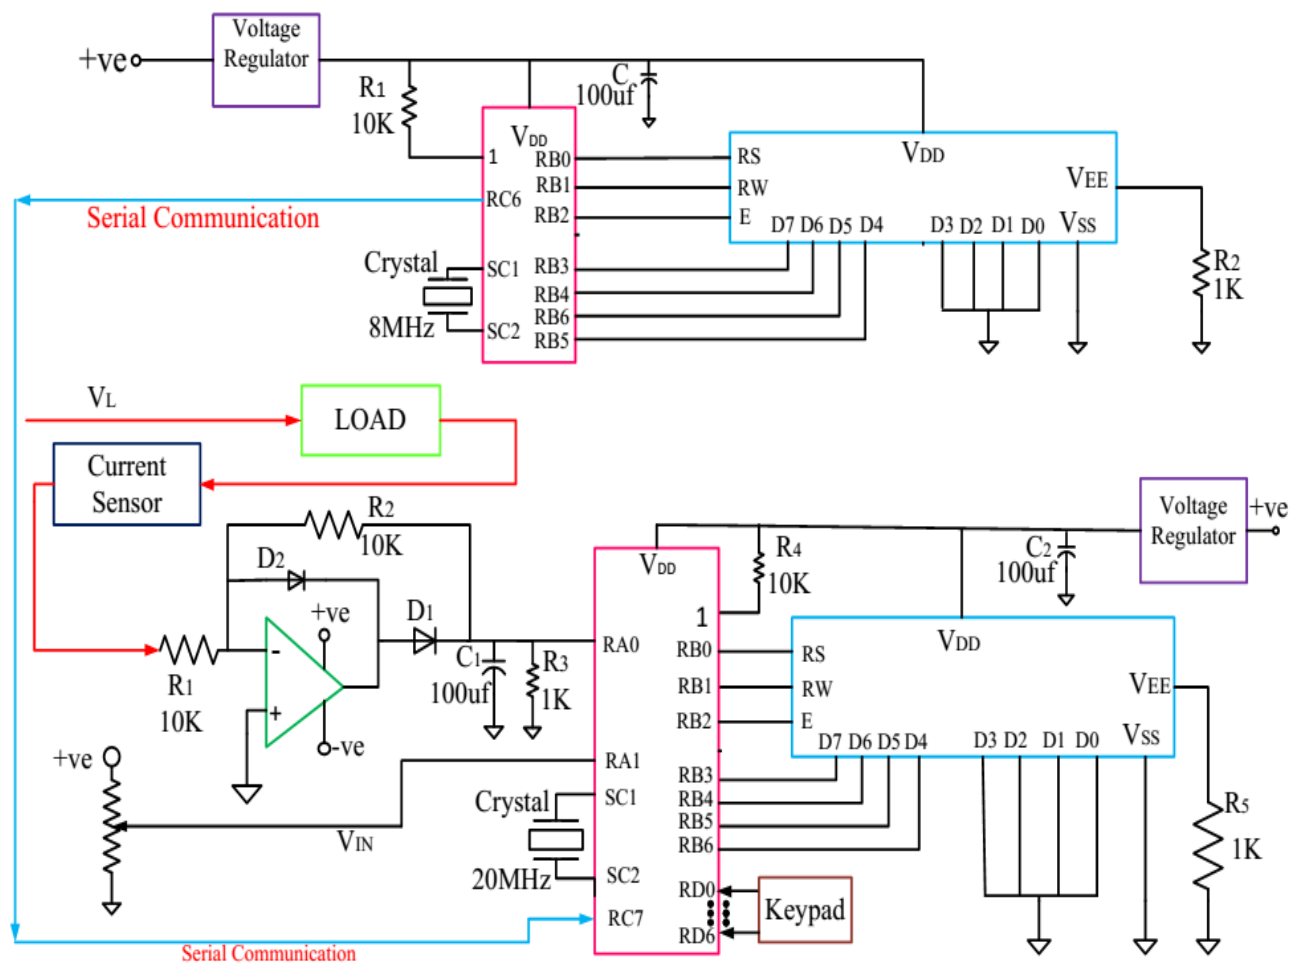 Voltage
Regulator
+ve
R1
10K
C
100uf
VDD
1
RB0
RB1
RC6
RB2
Serial Communication
Crystal
8MHz
SC1
SC2
RB3
RB4
RB6
RB5
VDD
RS
RW
E
D7 D6 D5 D4
D3 D2 D1 D0
VEE
VSS
R2
1K
VL
LOAD
Current
Sensor
R2
10K
D2
D1
+ve
-
+
-ve
R1
10K
C1
100uf
R3
1K
+ve
VIN
Crystal
20MHz
VDD
1
RA0
RB0
RB1
RB2
RA1
SC1
RB3
RB4
RB5
RB6
SC2
RD0
RC7
RD6
R4
10K
C2
100uf
Voltage
Regulator
+ve
VDD
RS
RW
E
D7 D6 D5 D4
D3 D2 D1 D0
VEE
VSS
R5
1K
Keypad
Serial Communication